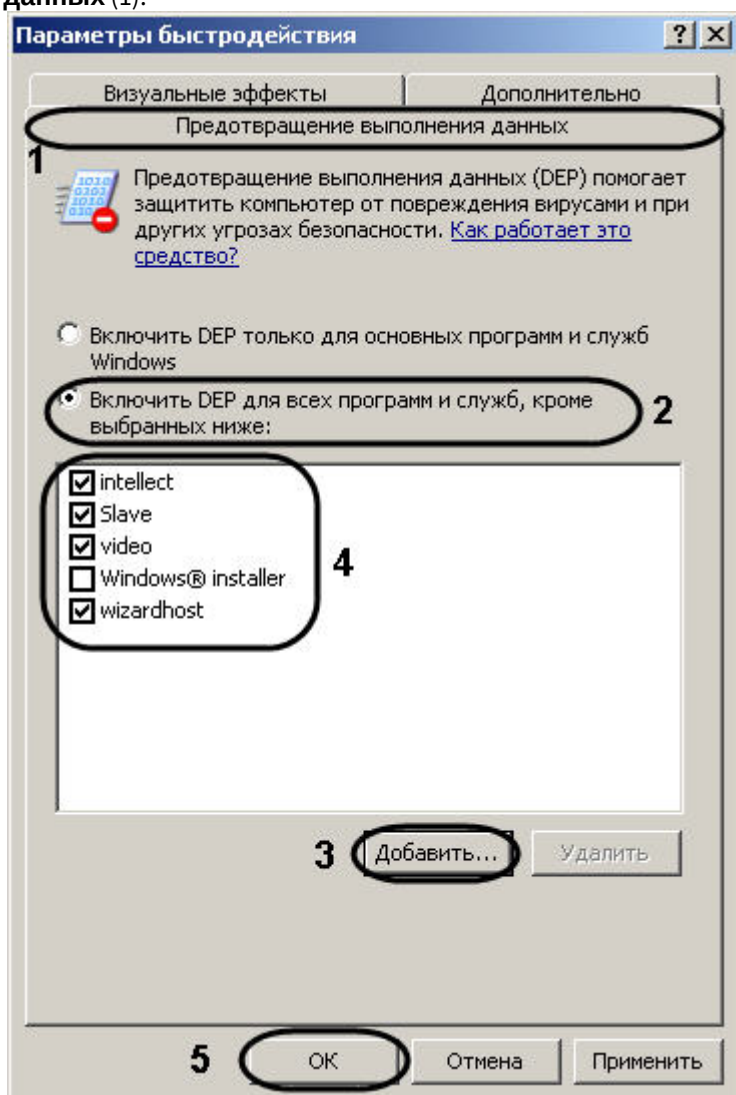 данных (1).
Параметры быстродействия
Визуальные эффекты
Дополнительно
Предотвращение выполнения данных
1
Предотвращение выполнения данных (DEP) помогает
защитить компьютер от повреждения вирусами и при
других угрозах безопасности. Как работает это
средство?
Включить DEP только для основных программ и служб
Windows
Включить DEP для всех программ и служб, кроме
выбранных ниже:
2
intellect
Slave
video
Windows® installer
wizardhost
4
3
Добавить...
Удалить
5
ОК
Отмена
Применить